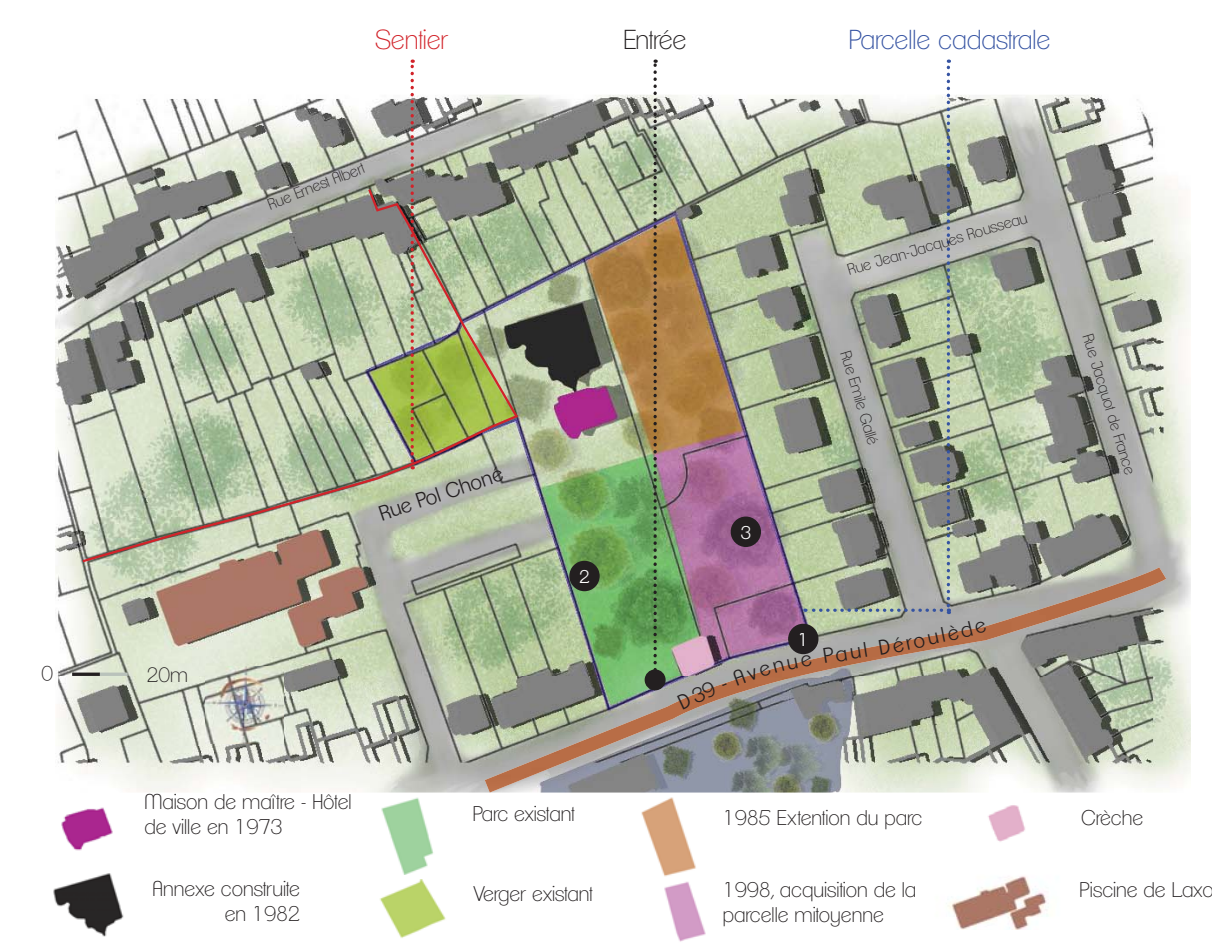 Sentier
Entrée
Parcelle cadastrale
Rue Ernest Albert
Rue Jean-Jacques Rousseau
Rue Emile Gallé
Rue Jacquot de France
Rue Pol Chone
3
2
1
D39 - Avenue Paul Déroulède
0
20m
Maison de maître - Hôtel
de ville en 1973
Parc existant
1985 Extention du parc
Crèche
Annexe construite
en 1982
Verger existant
1998, acquisition de la
parcelle mitoyenne
Piscine de Laxo